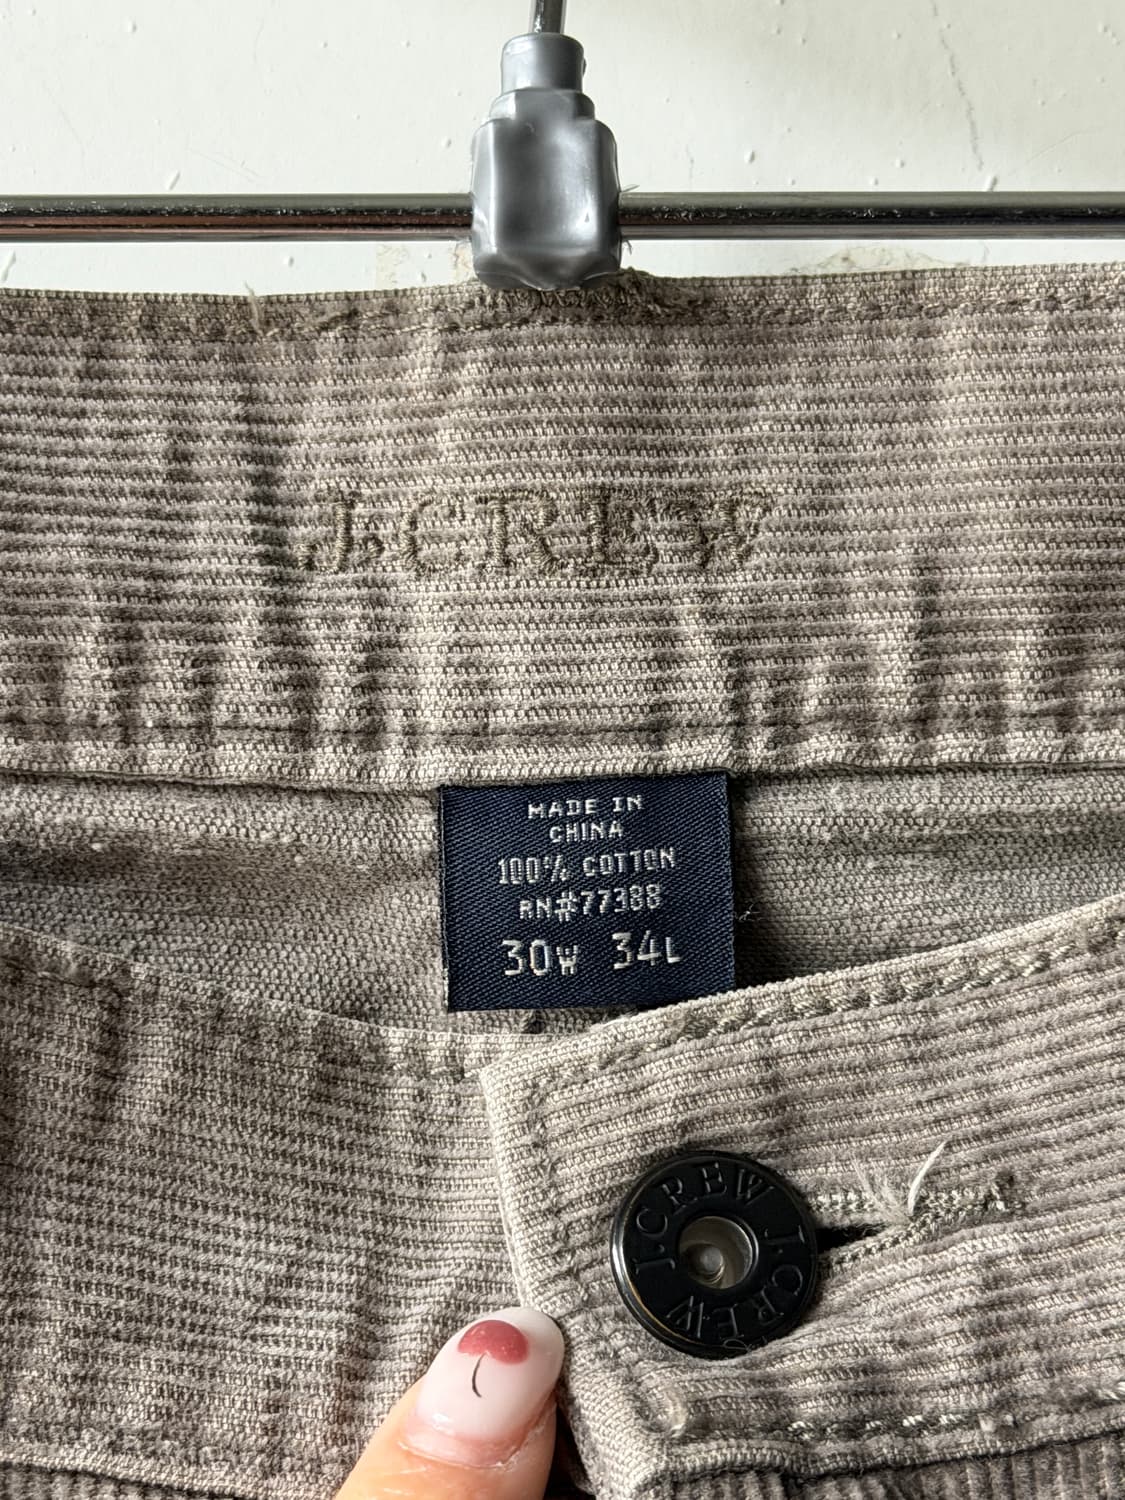 J.CREW
MADE IN
CHINA
100% COTTON
RN#77388
30W 34L
J.CREW J.CREW